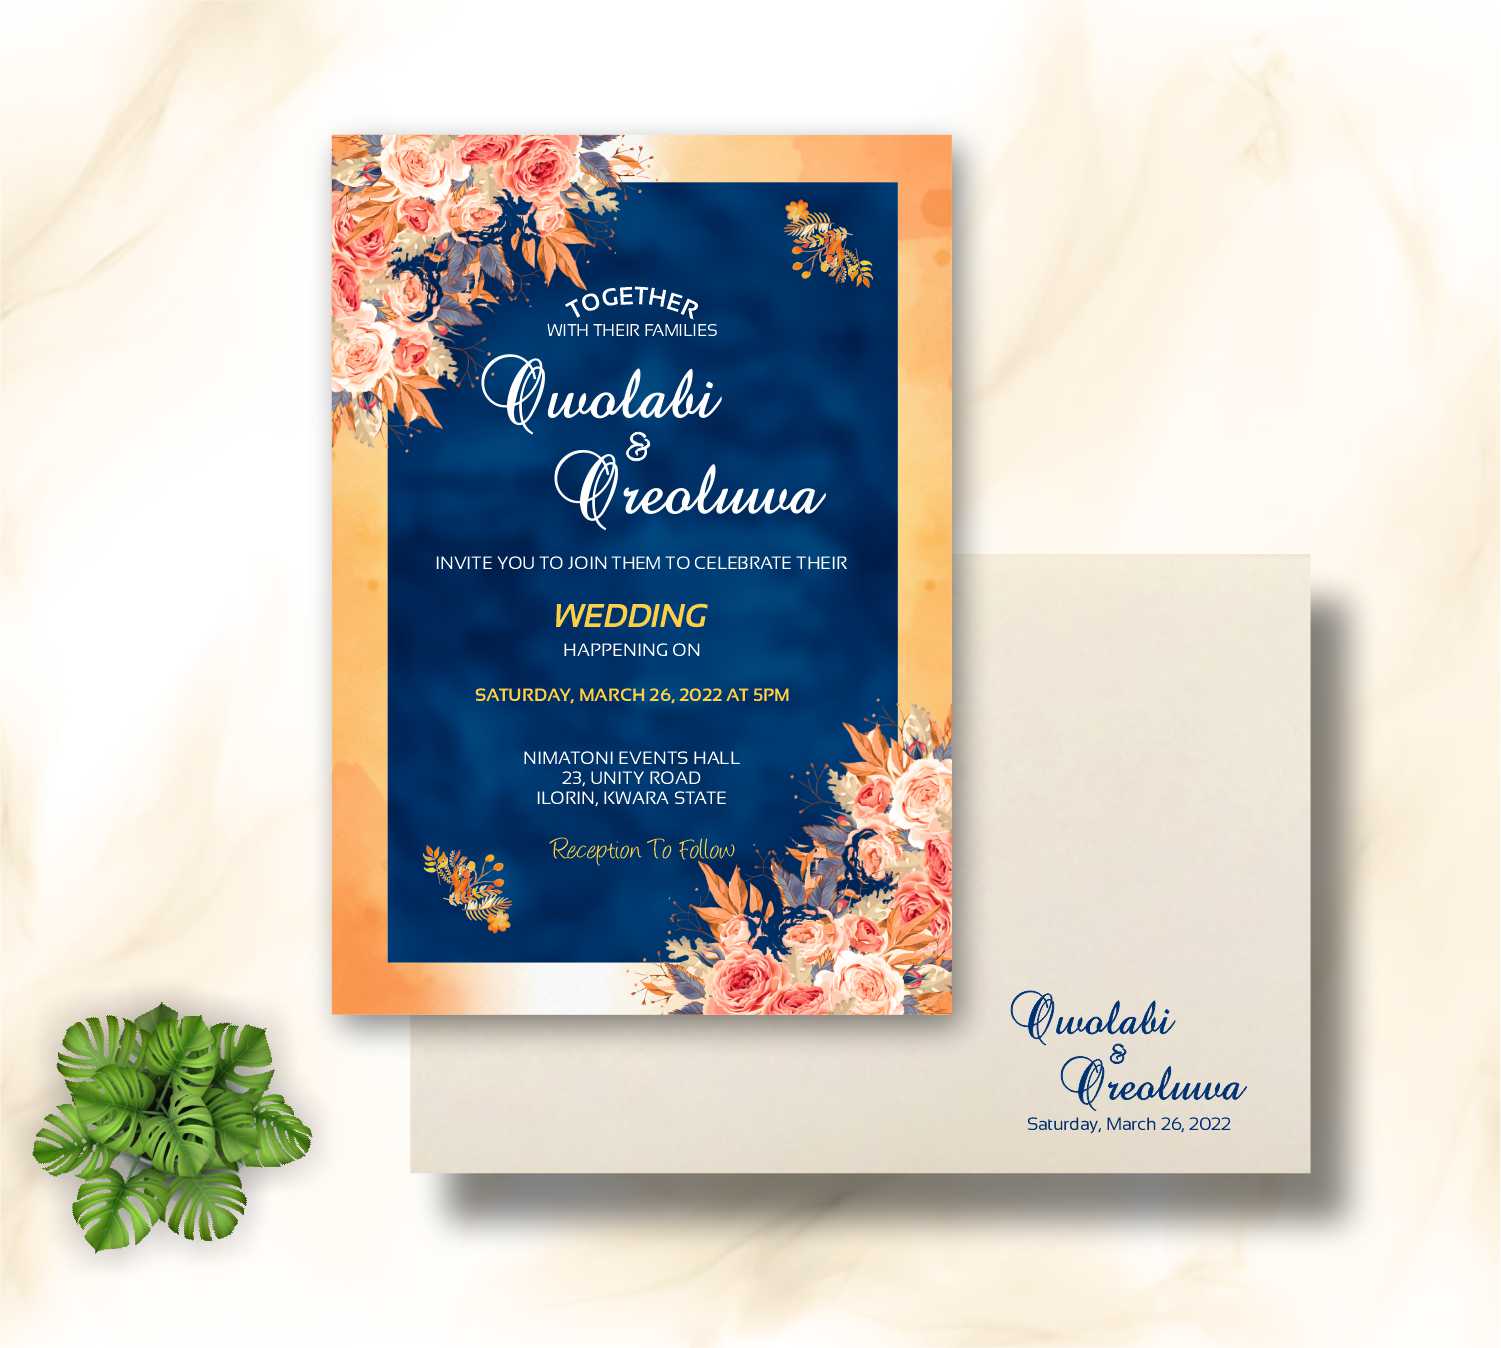 TOGETHER
WITH THEIR FAMILIES
Owolabi
&
Oreoluwa
INVITE YOU TO JOIN THEM TO CELEBRATE THEIR
WEDDING
HAPPENING ON
SATURDAY, MARCH 26, 2022 AT 5PM
NIMATONI EVENTS HALL
23, UNITY ROAD
ILORIN, KWARA STATE
Reception To Follow
Owolabi
&
Oreoluwa
Saturday, March 26, 2022